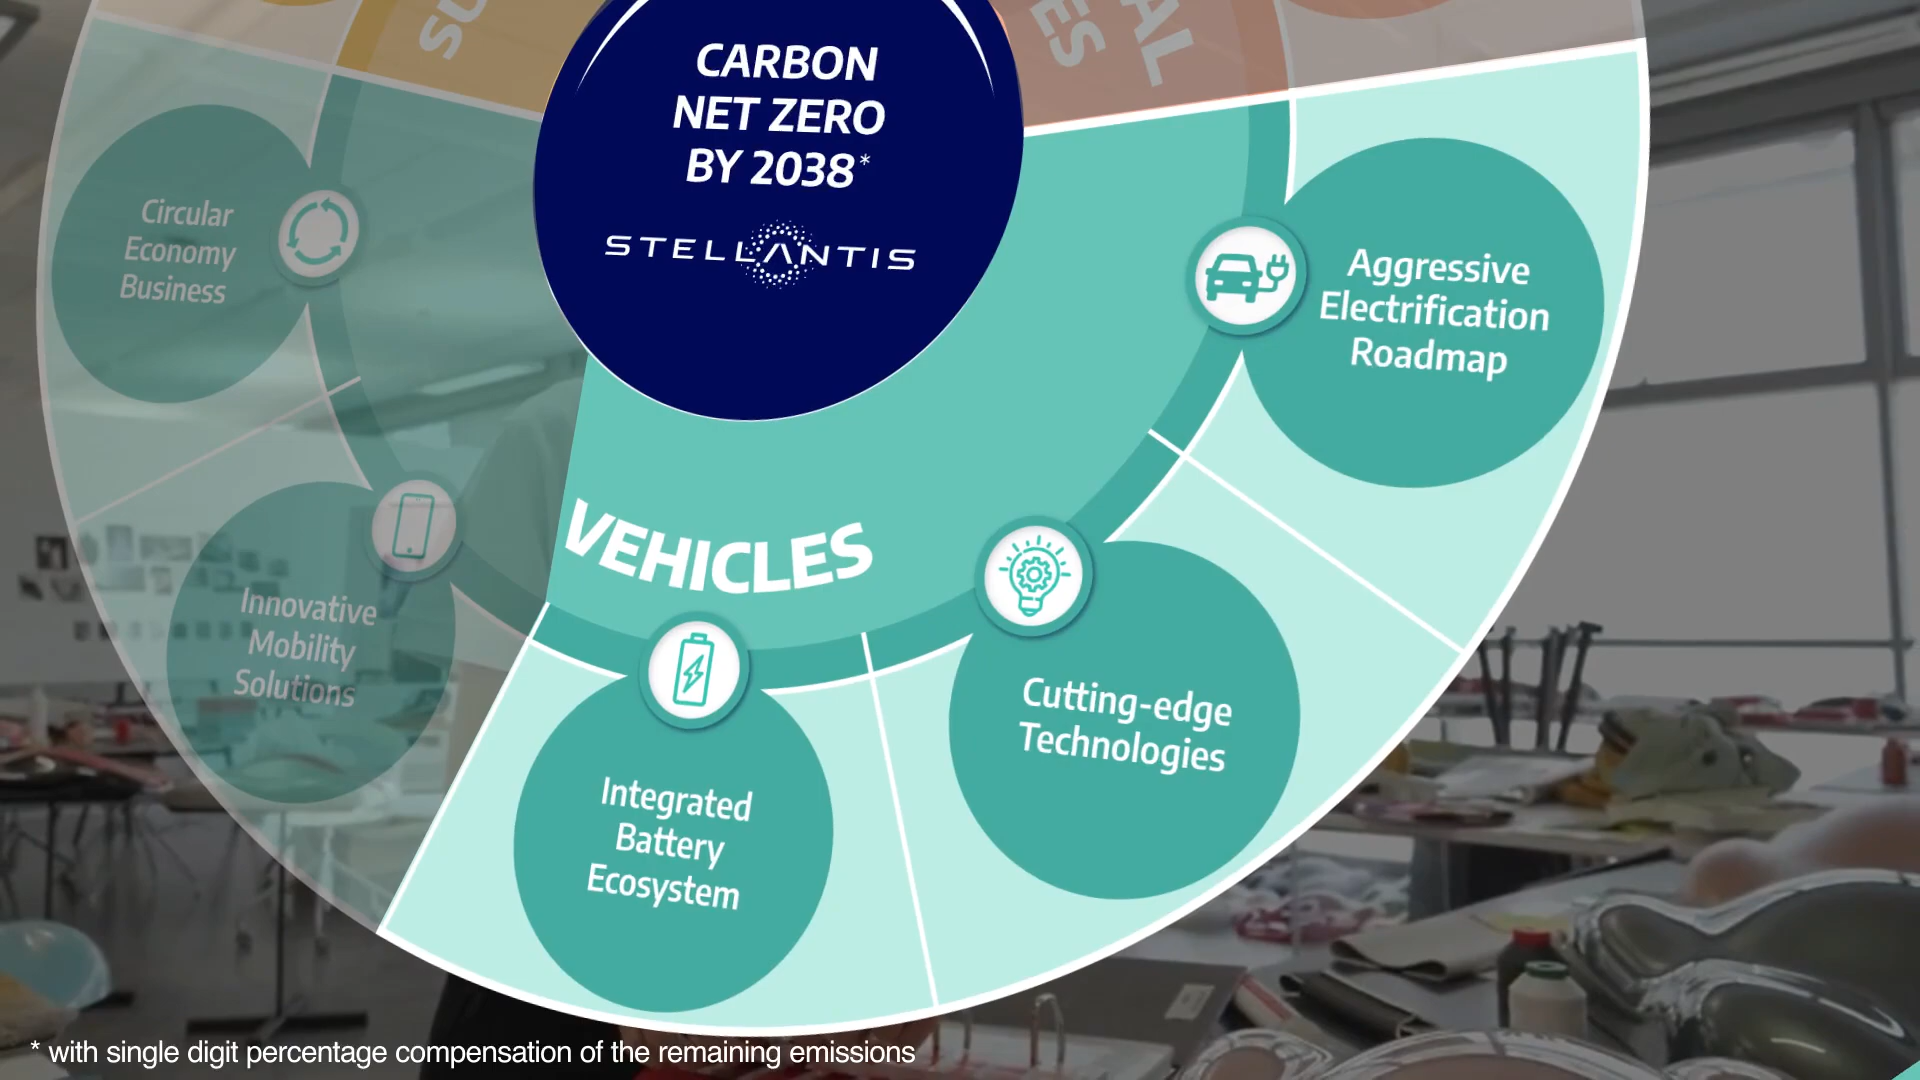 CARBON
NET ZERO
BY 2038*
STELLANTIS
Circular
Economy
Business
Aggressive
Electrification
Roadmap
VEHICLES
Innovative
Mobility
Solutions
Cutting-edge
Technologies
Integrated
Battery
Ecosystem
* with single digit percentage compensation of the remaining emissions